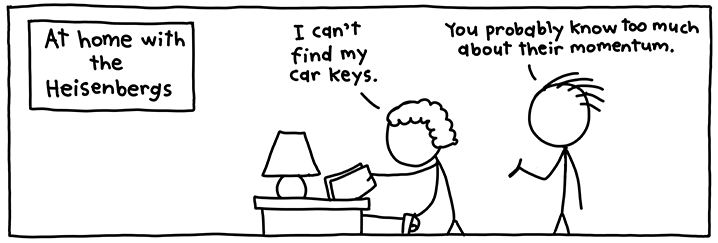 At home with
the
Heisenbergs
I can't
find my
car keys.
You probably know too much
about their momentum.